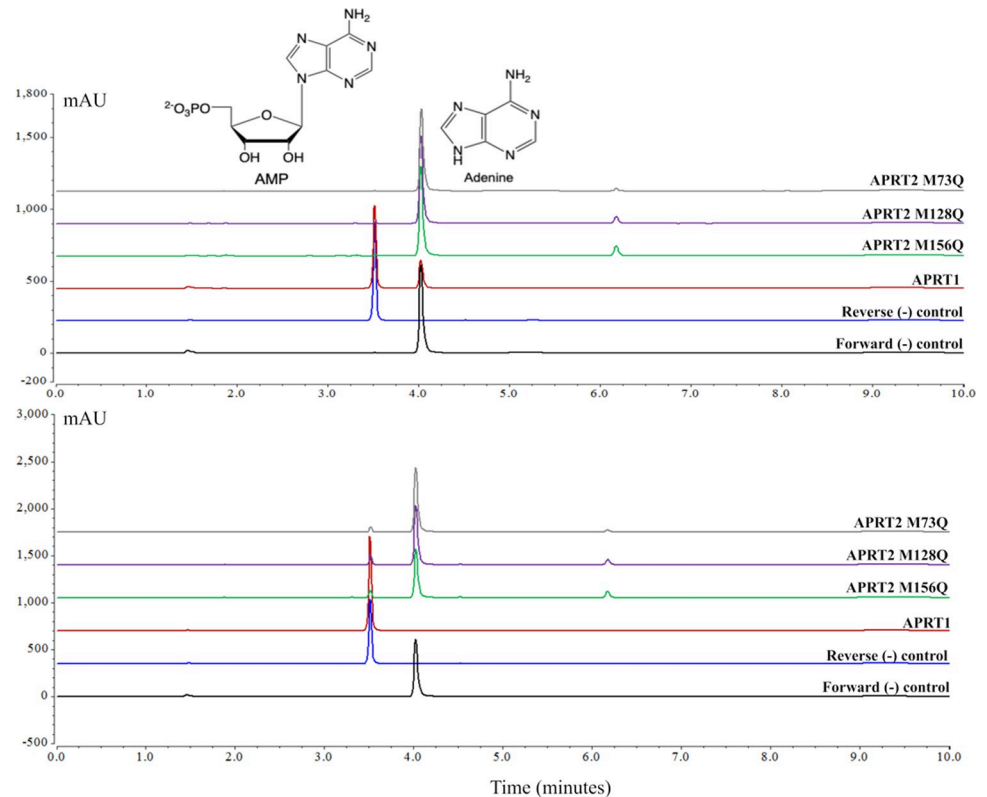 NH₂
N
N
N
N
²⁻O₃PO
O
OH
OH
AMP
NH₂
N
N
N
H
N
Adenine
mAU
1,800
1,500
1,000
500
0
-200
APRT2 M73Q
APRT2 M128Q
APRT2 M156Q
APRT1
Reverse (-) control
Forward (-) control
0.0 1.0 2.0 3.0 4.0 5.0 6.0 7.0 8.0 9.0 10.0
mAU
3,000
2,500
2,000
1,500
1,000
500
0
-500
APRT2 M73Q
APRT2 M128Q
APRT2 M156Q
APRT1
Reverse (-) control
Forward (-) control
0.0 1.0 2.0 3.0 4.0 5.0 6.0 7.0 8.0 9.0 10.0
Time (minutes)